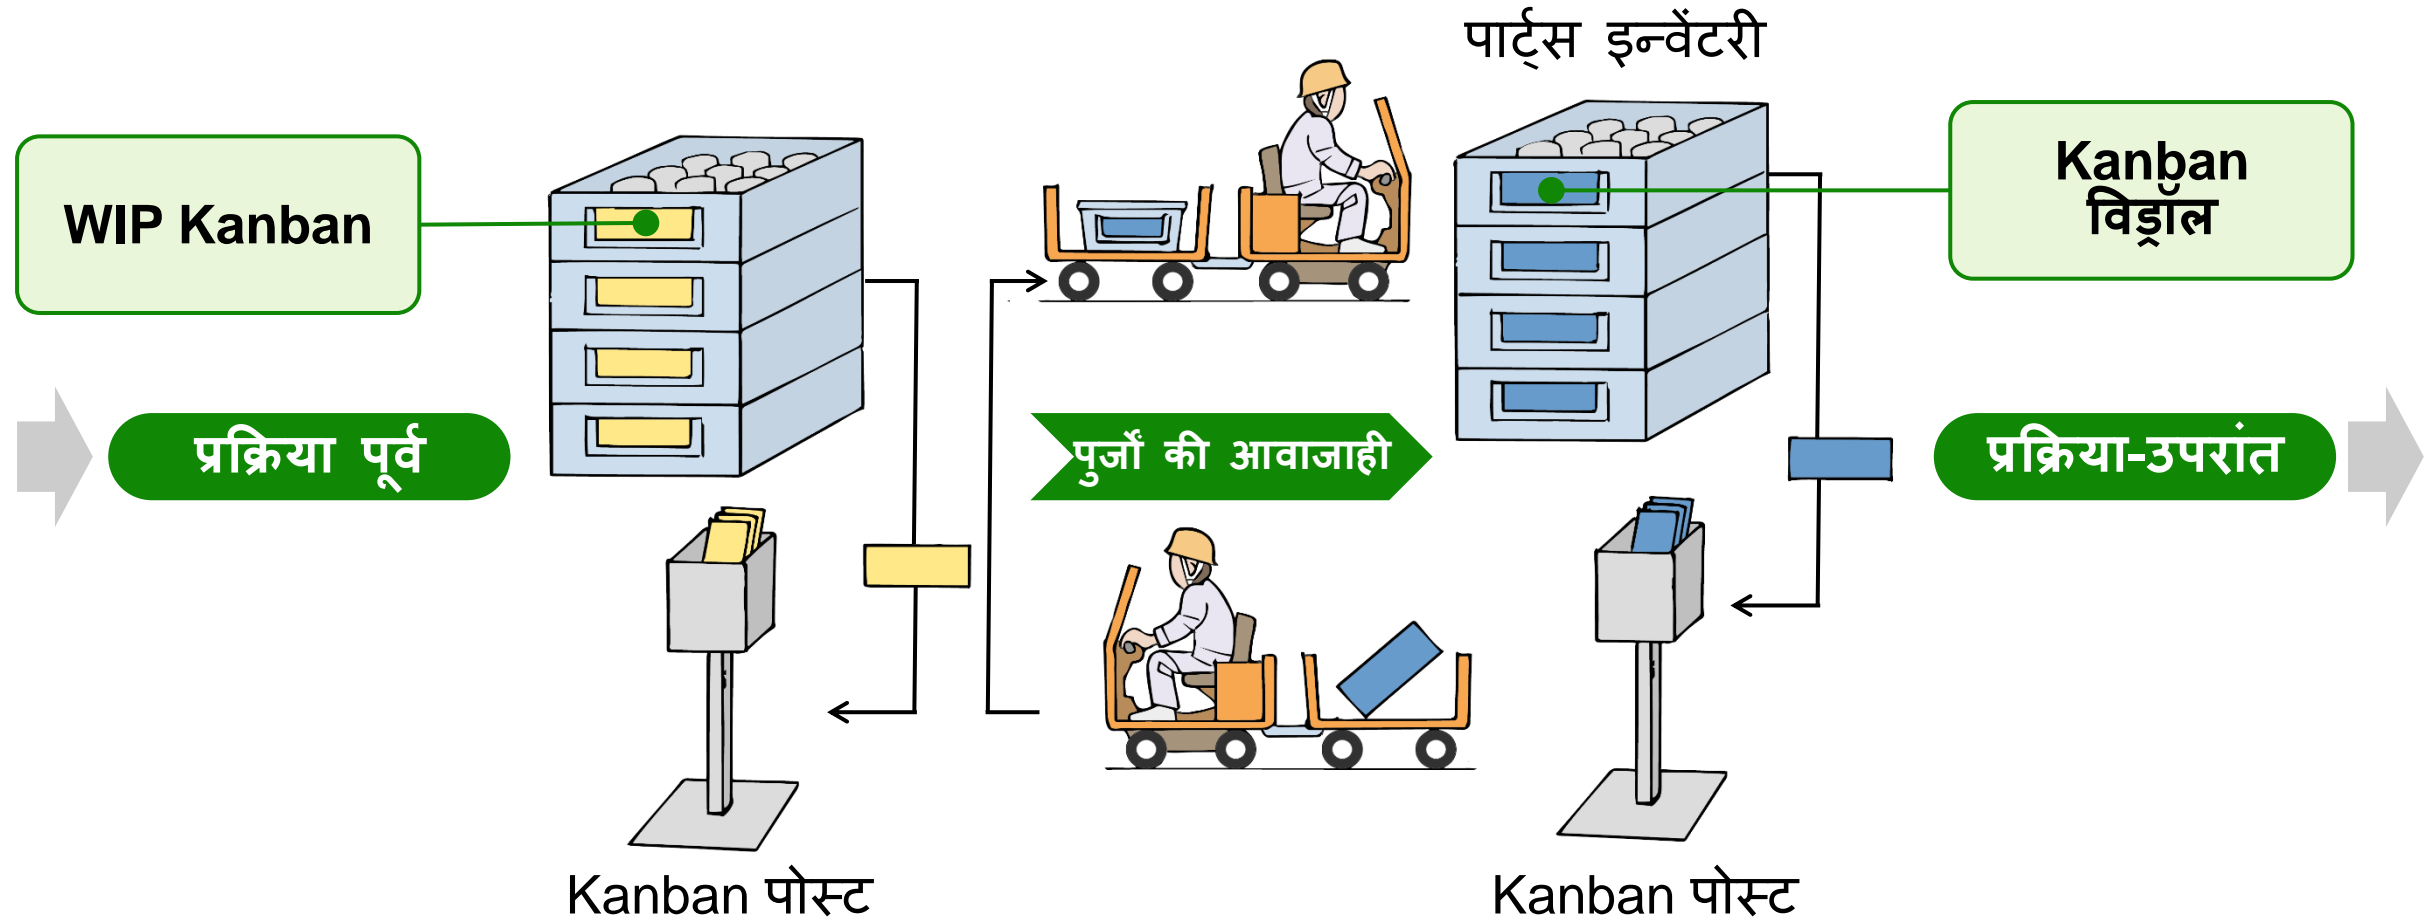 पार्ट्स इन्वेंटरी
WIP Kanban
Kanban
विड्रॉल
प्रक्रिया पूर्व
पुर्जों की आवाजाही
प्रक्रिया-उपरांत
Kanban पोस्ट
Kanban पोस्ट